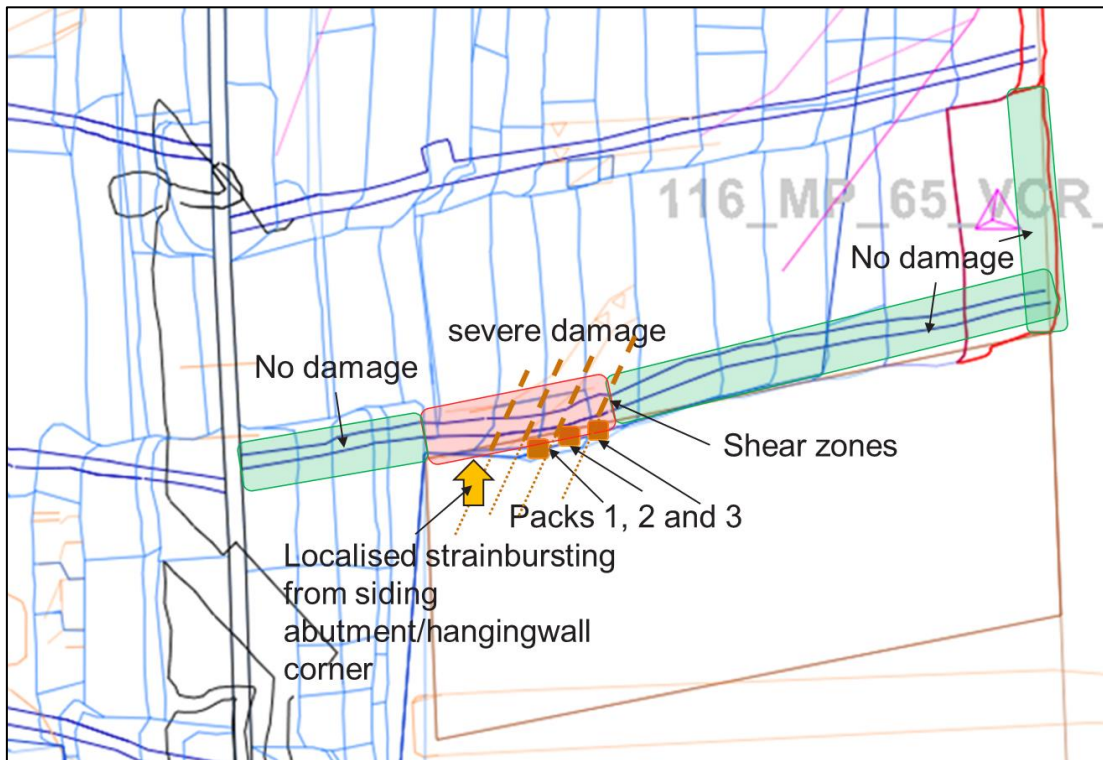 116_MP_65_VOR_
No damage
severe damage
No damage
Shear zones
Packs 1, 2 and 3
Localised strainbursting
from siding
abutment/hangingwall
corner